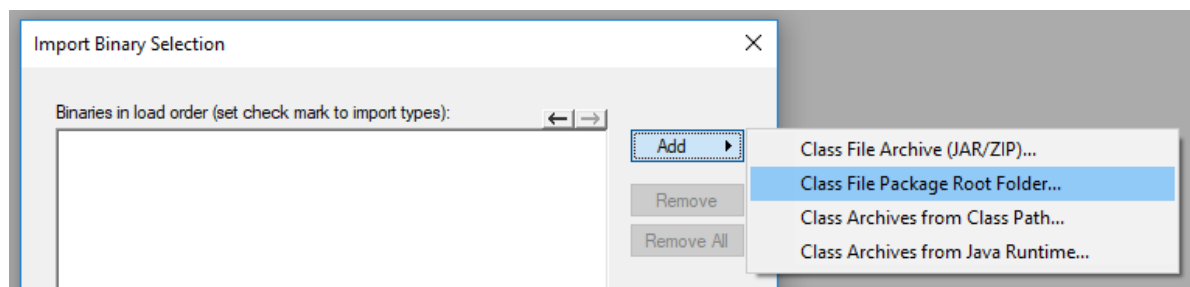 Import Binary Selection
Binaries in load order (set check mark to import types):
Add
Remove
Remove All
Class File Archive (JAR/ZIP)...
Class File Package Root Folder...
Class Archives from Class Path...
Class Archives from Java Runtime...